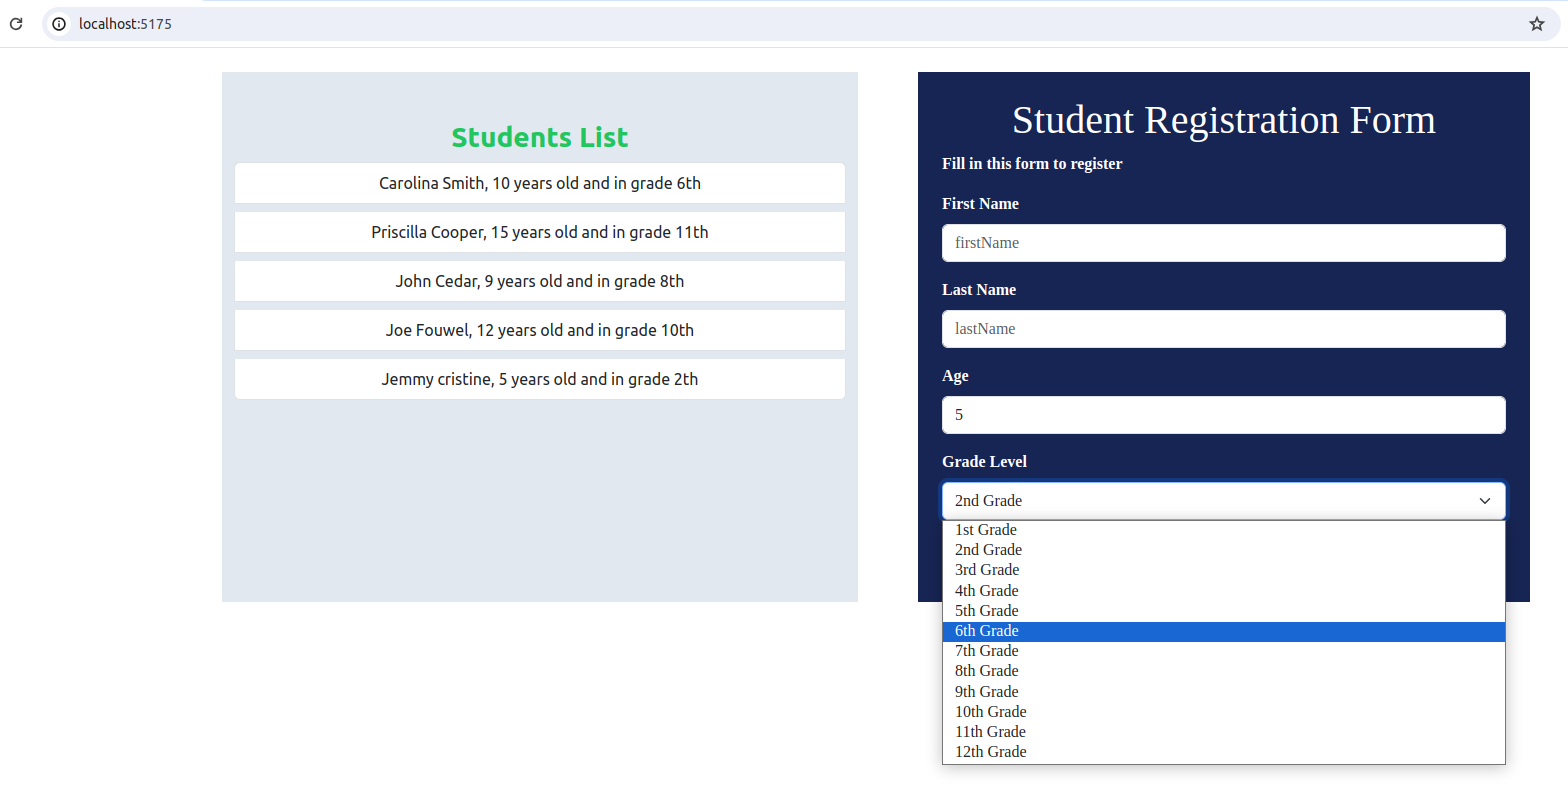 localhost:5175
Students List
Carolina Smith, 10 years old and in grade 6th
Priscilla Cooper, 15 years old and in grade 11th
John Cedar, 9 years old and in grade 8th
Joe Fouwel, 12 years old and in grade 10th
Jemmy cristine, 5 years old and in grade 2th
Student Registration Form
Fill in this form to register
First Name
firstName
Last Name
lastName
Age
5
Grade Level
2nd Grade
1st Grade
2nd Grade
3rd Grade
4th Grade
5th Grade
6th Grade
7th Grade
8th Grade
9th Grade
10th Grade
11th Grade
12th Grade